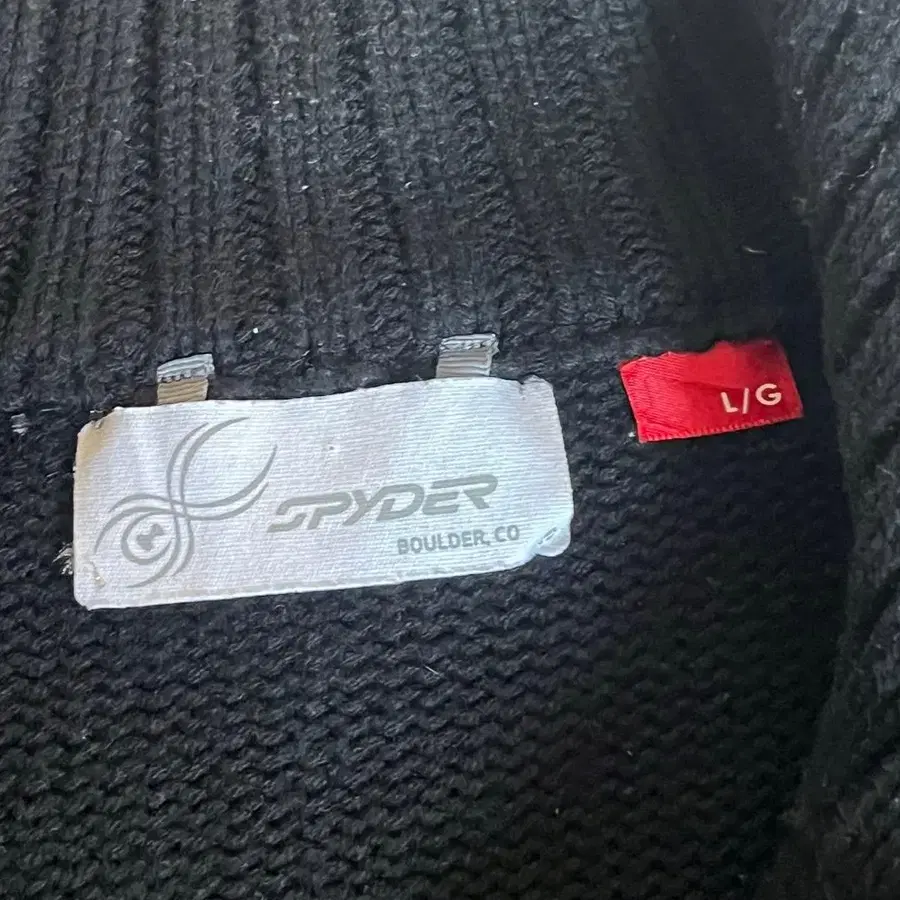 L/G
SPYDER
BOULDER, CO